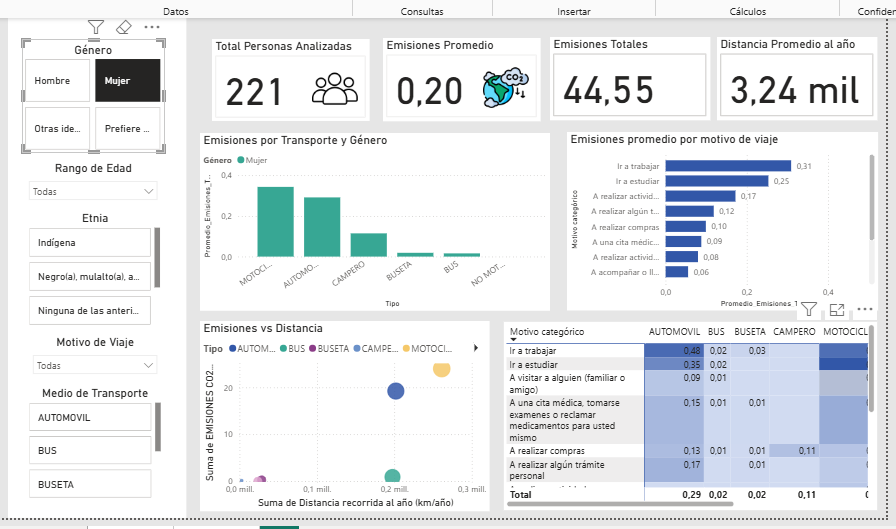 Datos Consultas Insertar Cálculos Confiden
Género
Hombre
Mujer
Otras ide...
Prefiere ...
Rango de Edad
Todas
Etnia
Indígena
Negro(a), mulalto(a), a...
Ninguna de las anteri...
Motivo de Viaje
Todas
Medio de Transporte
AUTOMOVIL
BUS
BUSETA
Total Personas Analizadas
221
Emisiones Promedio
0,20
CO2
Emisiones Totales
44,55
Distancia Promedio al año
3,24 mil
Emisiones por Transporte y Género
Género Mujer
Promedio_Emisiones_T...
0,4
0,2
0,0
MOTOCI...
AUTOMO...
CAMPERO
BUSETA
BUS
NO MOT...
Tipo
Emisiones promedio por motivo de viaje
Motivo categórico
Ir a trabajar 0,31
Ir a estudiar 0,25
A realizar activid... 0,17
A realizar algún t... 0,12
A realizar compras 0,10
A una cita médic... 0,09
A realizar activid... 0,08
A acompañar o ll... 0,06
0,0 0,2 0,4
Promedio_Emisiones_T
Emisiones vs Distancia
Tipo AUTOM... BUS BUSETA CAMPE... MOTOCI...
Suma de EMISIONES CO2...
20
10
0
0,0 mill. 0,1 mill. 0,2 mill. 0,3 mill.
Suma de Distancia recorrida al año (km/año)
Motivo categórico AUTOMOVIL BUS BUSETA CAMPERO MOTOCICL
Ir a trabajar 0,48 0,02 0,03
Ir a estudiar 0,35 0,02
A visitar a alguien (familiar o 0,09 0,01
amigo)
A una cita médica, tomarse 0,15 0,01 0,01
examenes o reclamar
medicamentos para usted
mismo
A realizar compras 0,13 0,01 0,01 0,11
A realizar algún trámite 0,17 0,01
personal
Total 0,29 0,02 0,02 0,11